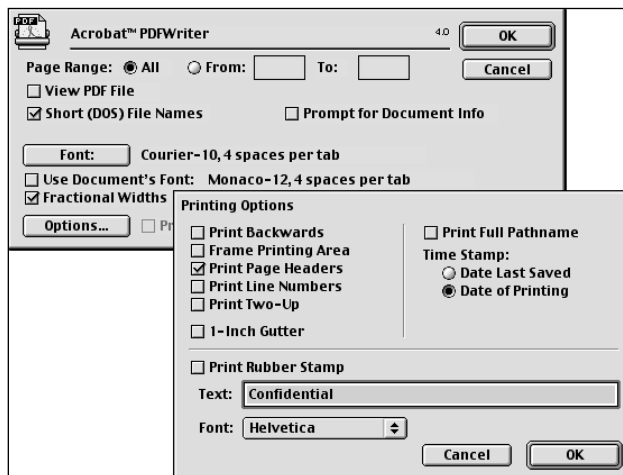 PDF
Acrobat™ PDFWriter 4.0 OK
Page Range: All From: To: Cancel
View PDF File
Short (DOS) File Names Prompt for Document Info
Font: Courier-10, 4 spaces per tab
Use Document's Font: Monaco-12, 4 spaces per tab
Fractional Widths
Options...
Printing Options
Print Backwards Print Full Pathname
Frame Printing Area Time Stamp:
Print Page Headers Date Last Saved
Print Line Numbers Date of Printing
Print Two-Up
1-Inch Gutter
Print Rubber Stamp
Text: Confidential
Font: Helvetica
Cancel OK